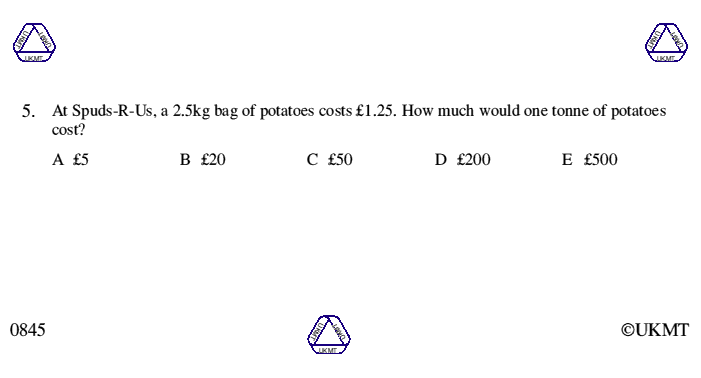 UKMT UKMT UKMT UKMT UKMT UKMT
5. At Spuds-R-Us, a 2.5kg bag of potatoes costs £1.25. How much would one tonne of potatoes
cost?
A £5 B £20 C £50 D £200 E £500
0845 UKMT UKMT UKMT ©UKMT